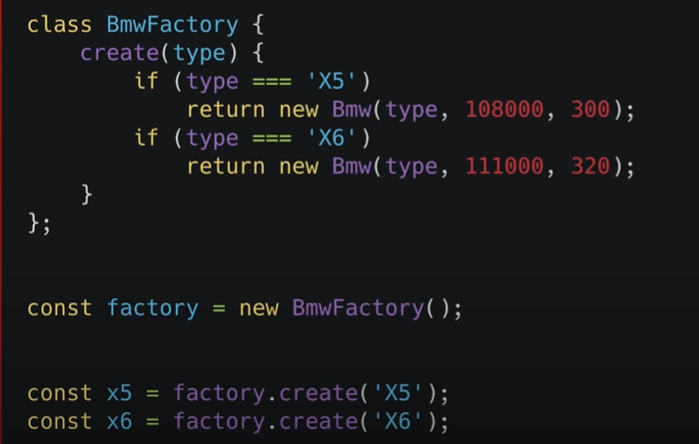 class BmwFactory {
    create(type) {
        if (type === 'X5')
            return new Bmw(type, 108000, 300);
        if (type === 'X6')
            return new Bmw(type, 111000, 320);
    }
};
const factory = new BmwFactory();
const x5 = factory.create('X5');
const x6 = factory.create('X6');